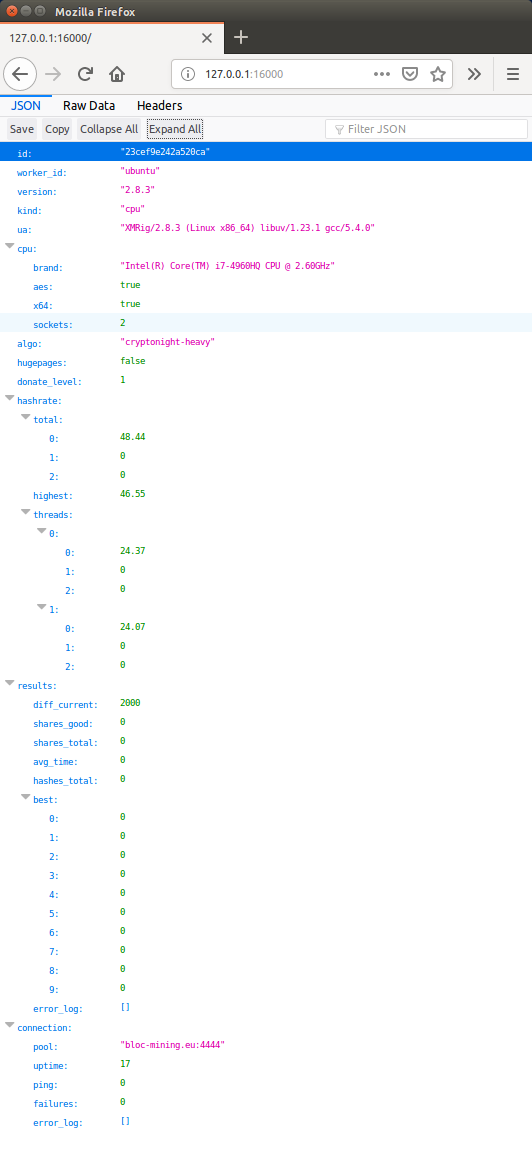 Mozilla Firefox
127.0.0.1:16000/
127.0.0.1:16000
JSON Raw Data Headers
Save Copy Collapse All Expand All Filter JSON
id: "23cef9e242a520ca"
worker_id: "ubuntu"
version: "2.8.3"
kind: "cpu"
ua: "XMRig/2.8.3 (Linux x86_64) libuv/1.23.1 gcc/5.4.0"
cpu:
brand: "Intel(R) Core(TM) i7-4960HQ CPU @ 2.60GHz"
aes: true
x64: true
sockets: 2
algo: "cryptonight-heavy"
hugepages: false
donate_level: 1
hashrate:
total:
0: 48.44
1: 0
2: 0
highest: 46.55
threads:
0:
0: 24.37
1: 0
2: 0
1:
0: 24.07
1: 0
2: 0
results:
diff_current: 2000
shares_good: 0
shares_total: 0
avg_time: 0
hashes_total: 0
best:
0: 0
1: 0
2: 0
3: 0
4: 0
5: 0
6: 0
7: 0
8: 0
9: 0
error_log: []
connection:
pool: "bloc-mining.eu:4444"
uptime: 17
ping: 0
failures: 0
error_log: []